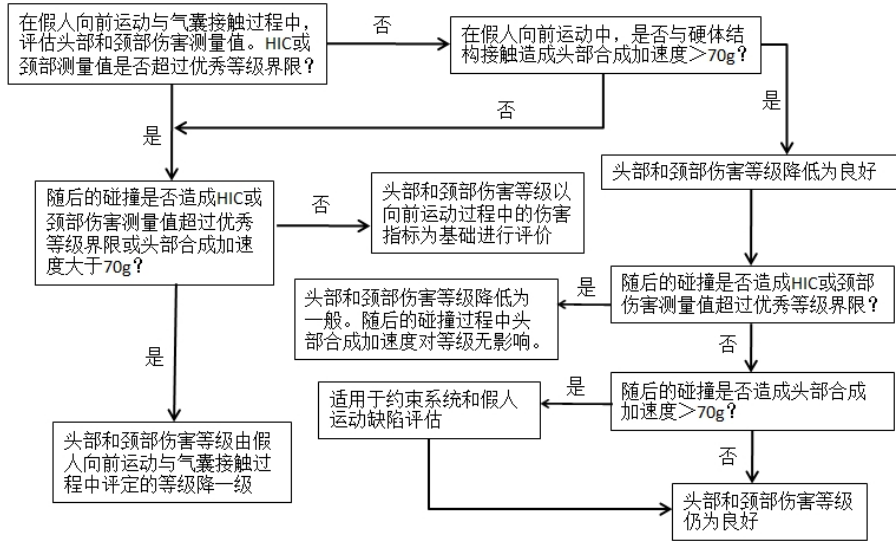 在假人向前运动与气囊接触过程中,
评估头部和颈部伤害测量值。HIC或
颈部测量值是否超过优秀等级界限?
否
在假人向前运动中，是否与硬体结
构接触造成头部合成加速度＞70g?
否
是
是
头部和颈部伤害等级降低为良好
随后的碰撞是否造成HIC或
颈部伤害测量值超过优秀
等级界限或头部合成加速
度大于70g?
否
头部和颈部伤害等级以
向前运动过程中的伤害
指标为基础进行评价
随后的碰撞是否造成HIC或颈部
伤害测量值超过优秀等级界限?
是
头部和颈部伤害等级降低为
一般。随后的碰撞过程中头
部合成加速度对等级无影响。
否
是
随后的碰撞是否造成头部合成
加速度＞70g?
是
适用于约束系统和假人
运动缺陷评估
否
头部和颈部伤害等级由假
人向前运动与气囊接触过
程中评定的等级降一级
头部和颈部伤害等级
仍为良好